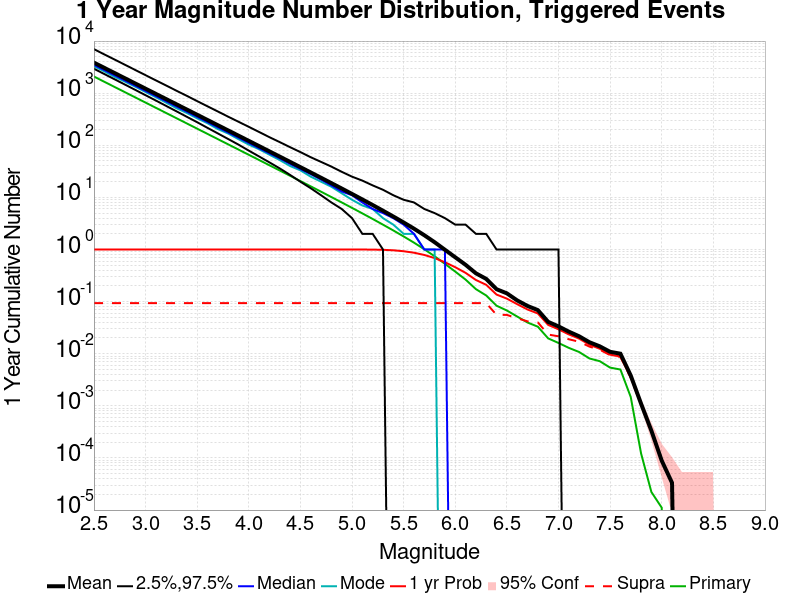 1 Year Magnitude Number Distribution, Triggered Events
1 Year Cumulative Number
10^4
10^3
10^2
10^1
10^0
10^-1
10^-2
10^-3
10^-4
10^-5
2.5 3.0 3.5 4.0 4.5 5.0 5.5 6.0 6.5 7.0 7.5 8.0 8.5 9.0
Magnitude
Mean 2.5%,97.5% Median Mode 1 yr Prob 95% Conf Supra Primary